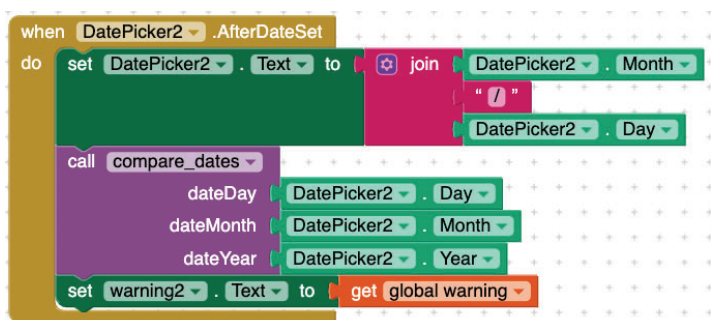 when DatePicker2 .AfterDateSet
do set DatePicker2 . Text to join DatePicker2 . Month
" / "
DatePicker2 . Day
call compare_dates
dateDay DatePicker2 . Day
dateMonth DatePicker2 . Month
dateYear DatePicker2 . Year
set warning2 . Text to get global warning